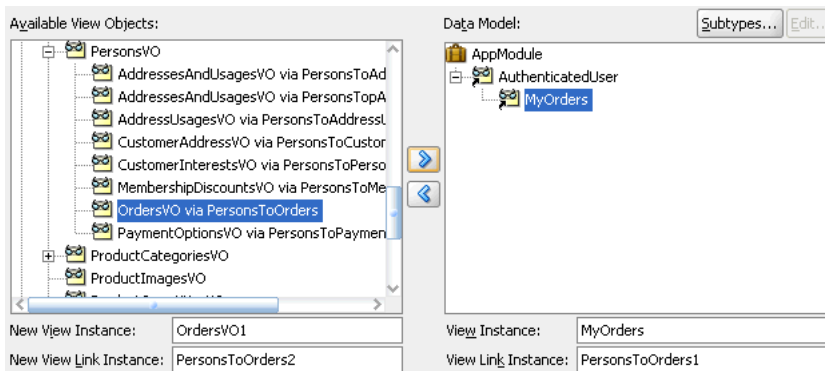 Available View Objects:
PersonsVO
AddressesAndUsagesVO via PersonsToAd
AddressesAndUsagesVO via PersonsTopA
AddressUsagesVO via PersonsToAddressU
CustomerAddressVO via PersonsToCustor
CustomerInterestsVO via PersonsToPerso
MembershipDiscountsVO via PersonsToMe
OrdersVO via PersonsToOrders
PaymentOptionsVO via PersonsToPaymen
ProductCategoriesVO
ProductImagesVO
New View Instance: OrdersVO1
New View Link Instance: PersonsToOrders2
Data Model:
Subtypes...
Edit..
AppModule
AuthenticatedUser
MyOrders
View Instance: MyOrders
View Link Instance: PersonsToOrders1